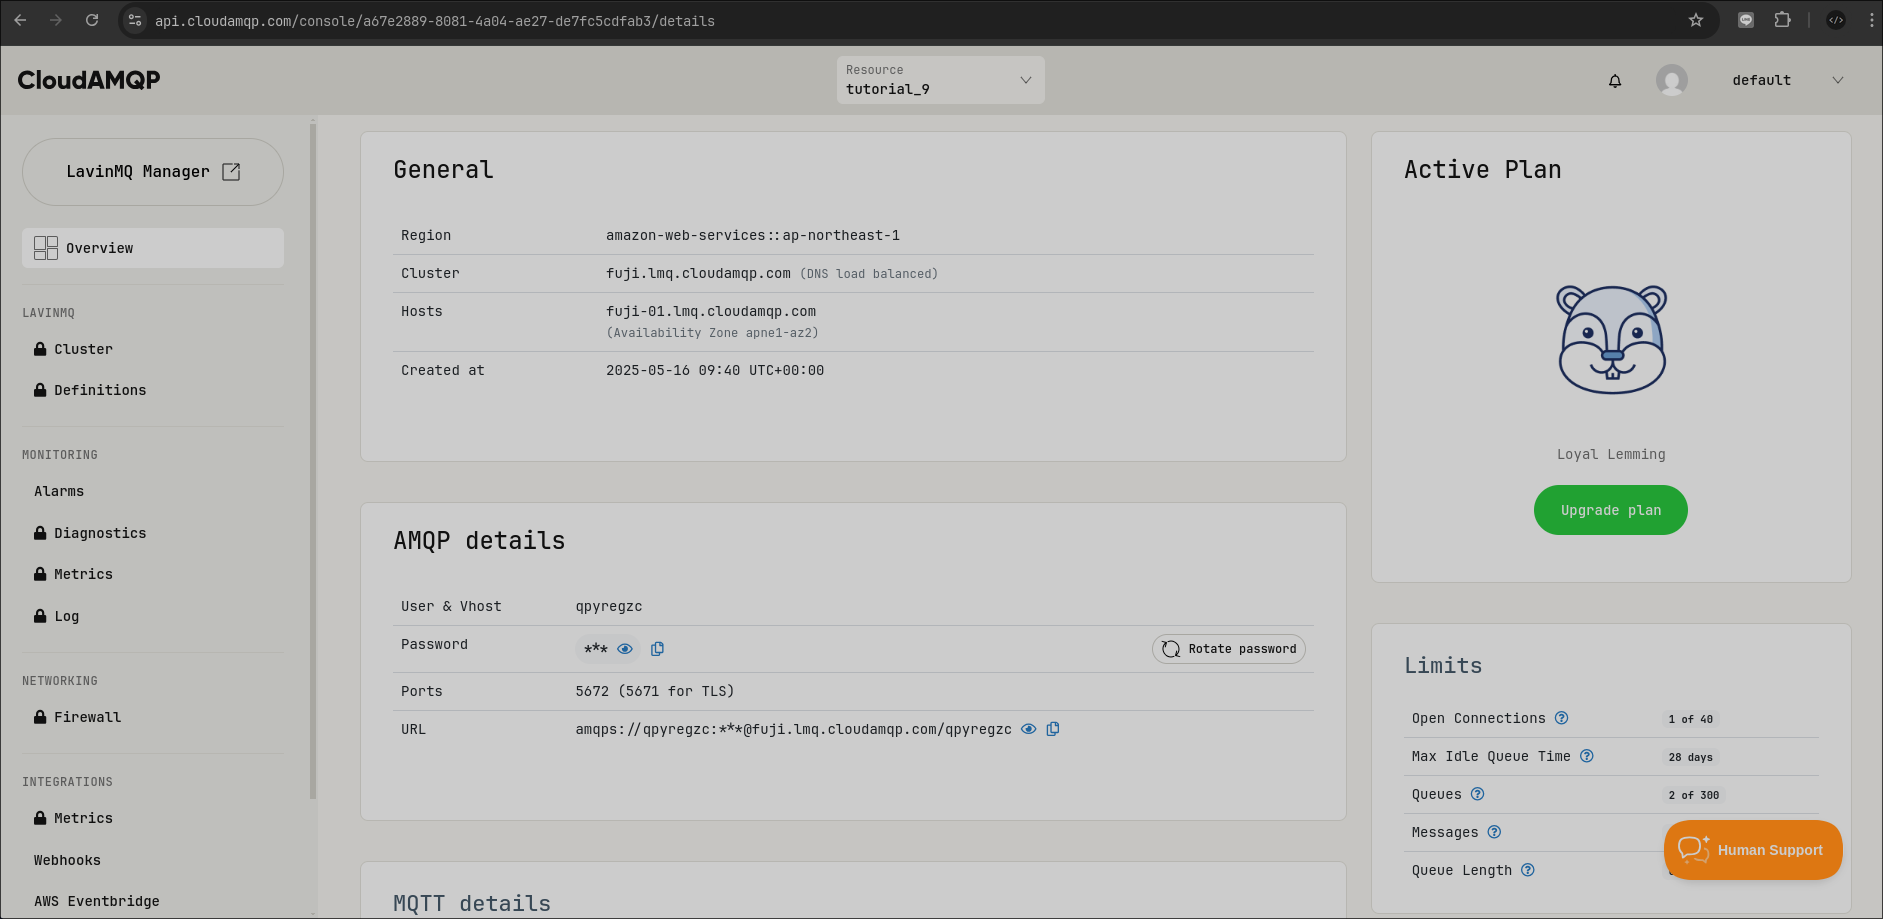 api.cloudamqp.com/console/a67e2889-8081-4a04-ae27-de7fc5cdfab3/details
CloudAMQP
Resource
tutorial_9
default
LavinMQ Manager
Overview
LAVINMQ
Cluster
Definitions
MONITORING
Alarms
Diagnostics
Metrics
Log
NETWORKING
Firewall
INTEGRATIONS
Metrics
Webhooks
AWS Eventbridge
General
Region amazon-web-services::ap-northeast-1
Cluster fuji.lmq.cloudamqp.com (DNS load balanced)
Hosts fuji-01.lmq.cloudamqp.com
(Availability Zone apne1-az2)
Created at 2025-05-16 09:40 UTC+00:00
AMQP details
User & Vhost qpyregzc
Password *** Rotate password
Ports 5672 (5671 for TLS)
URL amqps://qpyregzc:***@fuji.lmq.cloudamqp.com/qpyregzc
MQTT details
Active Plan
Loyal Lemming
Upgrade plan
Limits
Open Connections 1 of 40
Max Idle Queue Time 28 days
Queues 2 of 300
Messages
Queue Length
Human Support